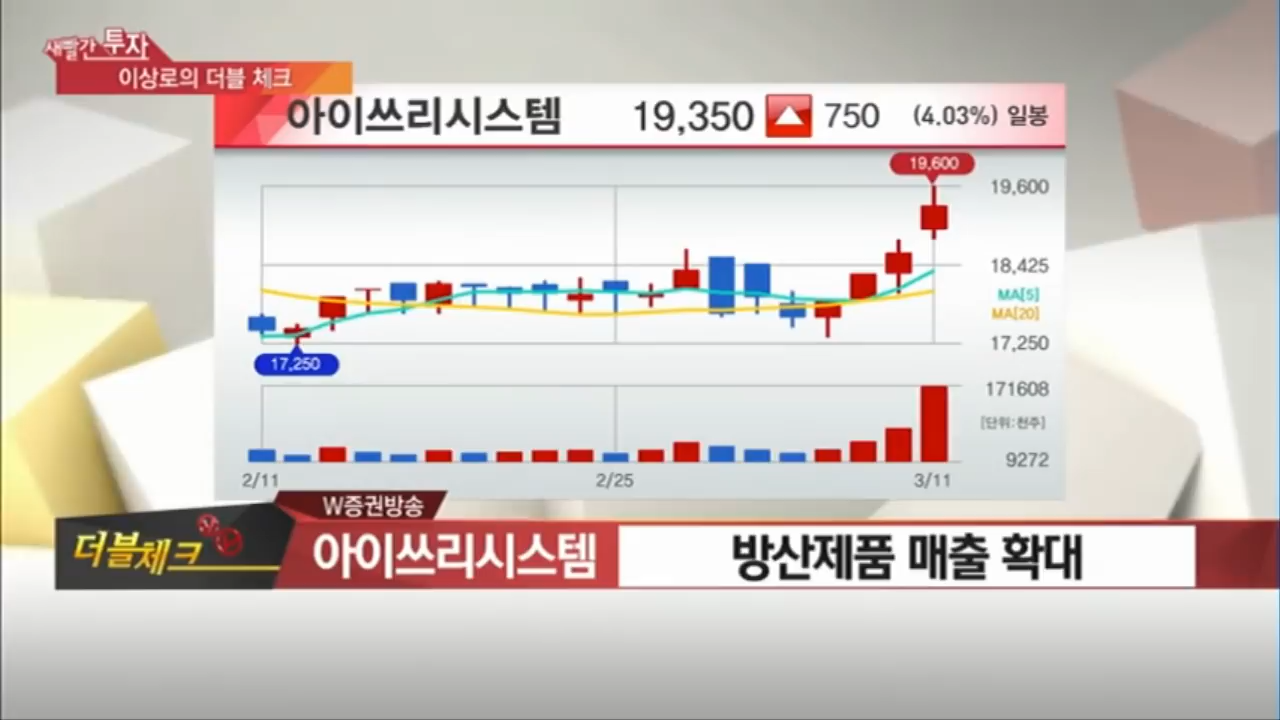 새빨간 투자
이상로의 더블 체크
아이쓰리시스템 19,350 750 (4.03%) 일봉
19,600
19,600
18,425
MA[5]
MA[20]
17,250
17,250
171608
[단위:천주]
9272
2/11 2/25 3/11
W증권방송
더블체크
아이쓰리시스템 방산제품 매출 확대